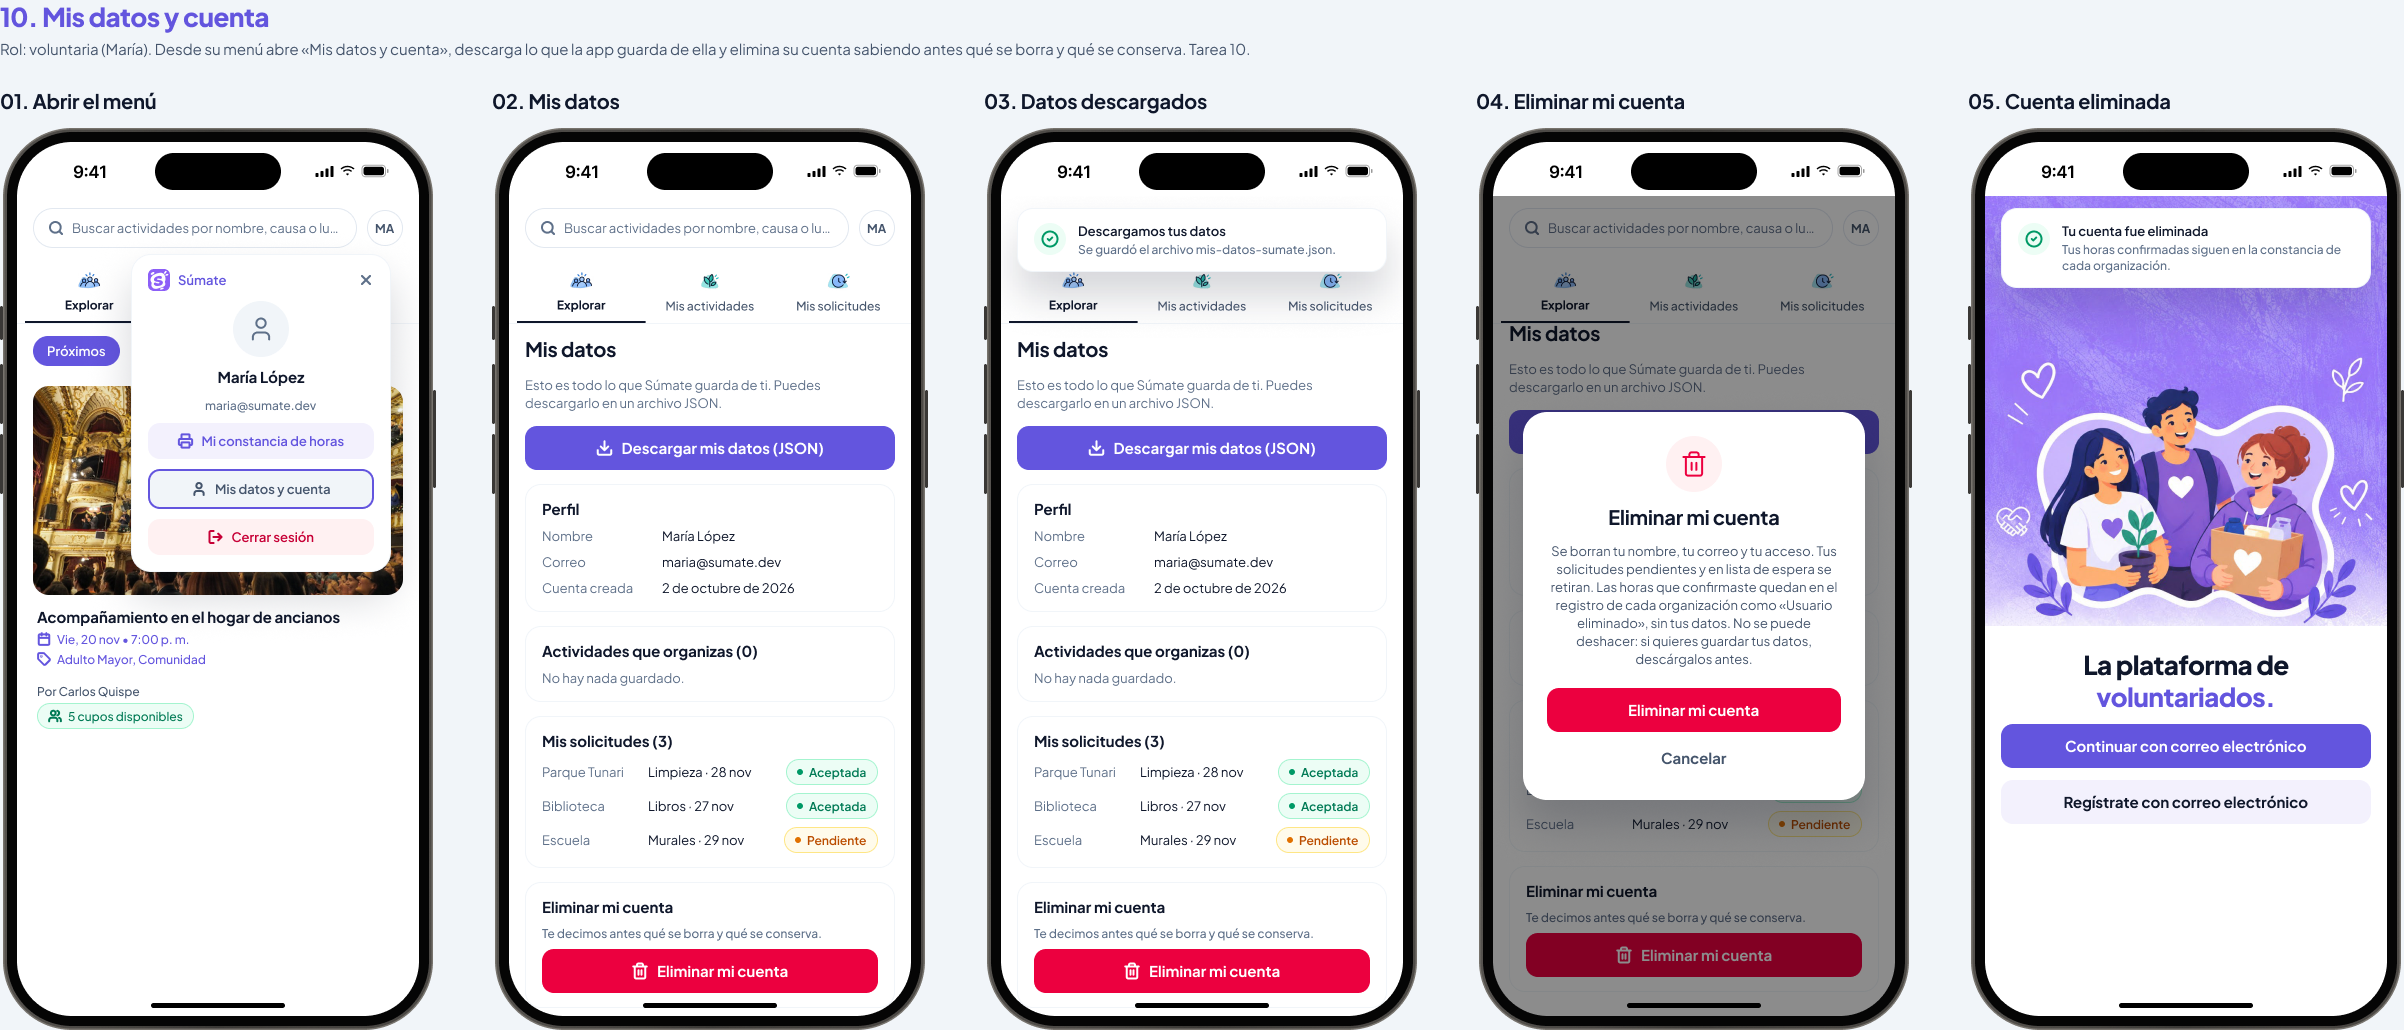 10. Mis datos y cuenta
Rol: voluntaria (María). Desde su menú abre «Mis datos y cuenta», descarga lo que la app guarda de ella y elimina su cuenta sabiendo antes qué se borra y qué se conserva. Tarea 10.
01. Abrir el menú
9:41
Buscar actividades por nombre, causa o lu...
MA
Explorar
Súmate
María López
maria@sumate.dev
Mi constancia de horas
Mis datos y cuenta
Cerrar sesión
Próximos
Acompañamiento en el hogar de ancianos
Vie, 20 nov • 7:00 p. m.
Adulto Mayor, Comunidad
Por Carlos Quispe
5 cupos disponibles
02. Mis datos
9:41
Buscar actividades por nombre, causa o lu...
MA
Explorar
Mis actividades
Mis solicitudes
Mis datos
Esto es todo lo que Súmate guarda de ti. Puedes
descargarlo en un archivo JSON.
Descargar mis datos (JSON)
Perfil
Nombre María López
Correo maria@sumate.dev
Cuenta creada 2 de octubre de 2026
Actividades que organizas (0)
No hay nada guardado.
Mis solicitudes (3)
Parque Tunari Limpieza · 28 nov Aceptada
Biblioteca Libros · 27 nov Aceptada
Escuela Murales · 29 nov Pendiente
Eliminar mi cuenta
Te decimos antes qué se borra y qué se conserva.
Eliminar mi cuenta
03. Datos descargados
9:41
Descargamos tus datos
Se guardó el archivo mis-datos-sumate.json.
Explorar
Mis actividades
Mis solicitudes
Mis datos
Esto es todo lo que Súmate guarda de ti. Puedes
descargarlo en un archivo JSON.
Descargar mis datos (JSON)
Perfil
Nombre María López
Correo maria@sumate.dev
Cuenta creada 2 de octubre de 2026
Actividades que organizas (0)
No hay nada guardado.
Mis solicitudes (3)
Parque Tunari Limpieza · 28 nov Aceptada
Biblioteca Libros · 27 nov Aceptada
Escuela Murales · 29 nov Pendiente
Eliminar mi cuenta
Te decimos antes qué se borra y qué se conserva.
Eliminar mi cuenta
04. Eliminar mi cuenta
9:41
Buscar actividades por nombre, causa o lu...
MA
Explorar
Mis actividades
Mis solicitudes
Mis datos
Esto es todo lo que Súmate guarda de ti. Puedes
descargarlo en un archivo JSON.
Eliminar mi cuenta
Se borran tu nombre, tu correo y tu acceso. Tus
solicitudes pendientes y en lista de espera se
retiran. Las horas que confirmaste quedan en el
registro de cada organización como «Usuario
eliminado», sin tus datos. No se puede
deshacer: si quieres guardar tus datos,
descárgalos antes.
Eliminar mi cuenta
Cancelar
Escuela Murales · 29 nov Pendiente
Eliminar mi cuenta
Te decimos antes qué se borra y qué se conserva.
Eliminar mi cuenta
05. Cuenta eliminada
9:41
Tu cuenta fue eliminada
Tus horas confirmadas siguen en la constancia de
cada organización.
La plataforma de
voluntariados.
Continuar con correo electrónico
Regístrate con correo electrónico